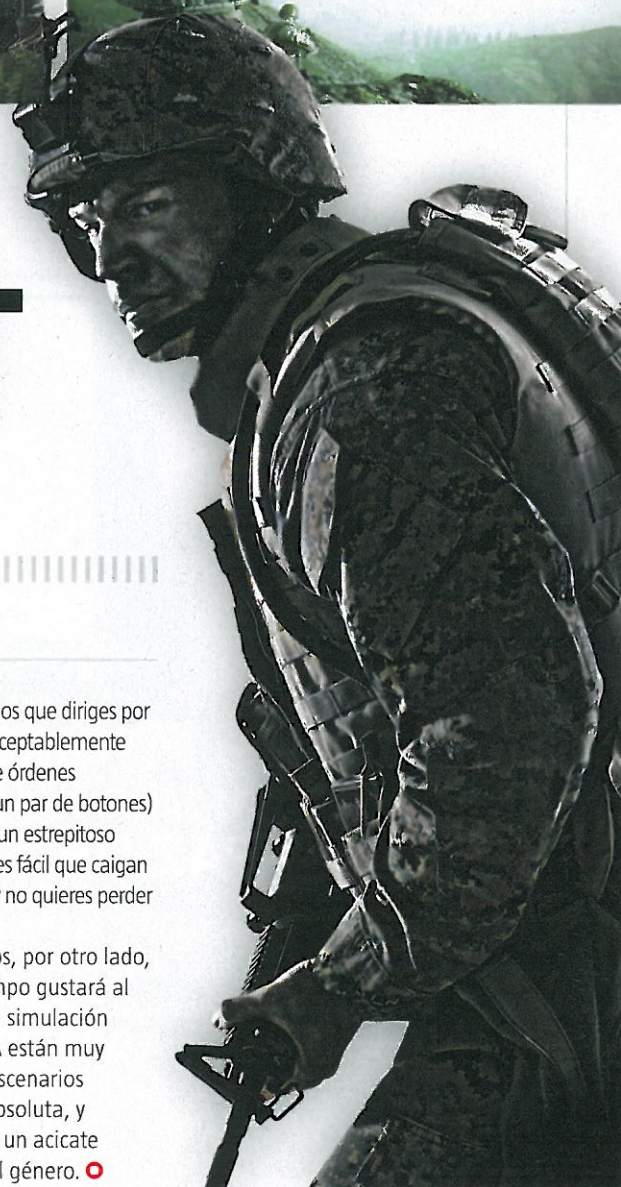 os que diriges por
ceptablemente
e órdenes
un par de botones)
un estrepitoso
es fácil que caigan
y no quieres perder
os, por otro lado,
mpo gustará al
simulación
están muy
scenarios
bsoluta, y
un acicate
l género.